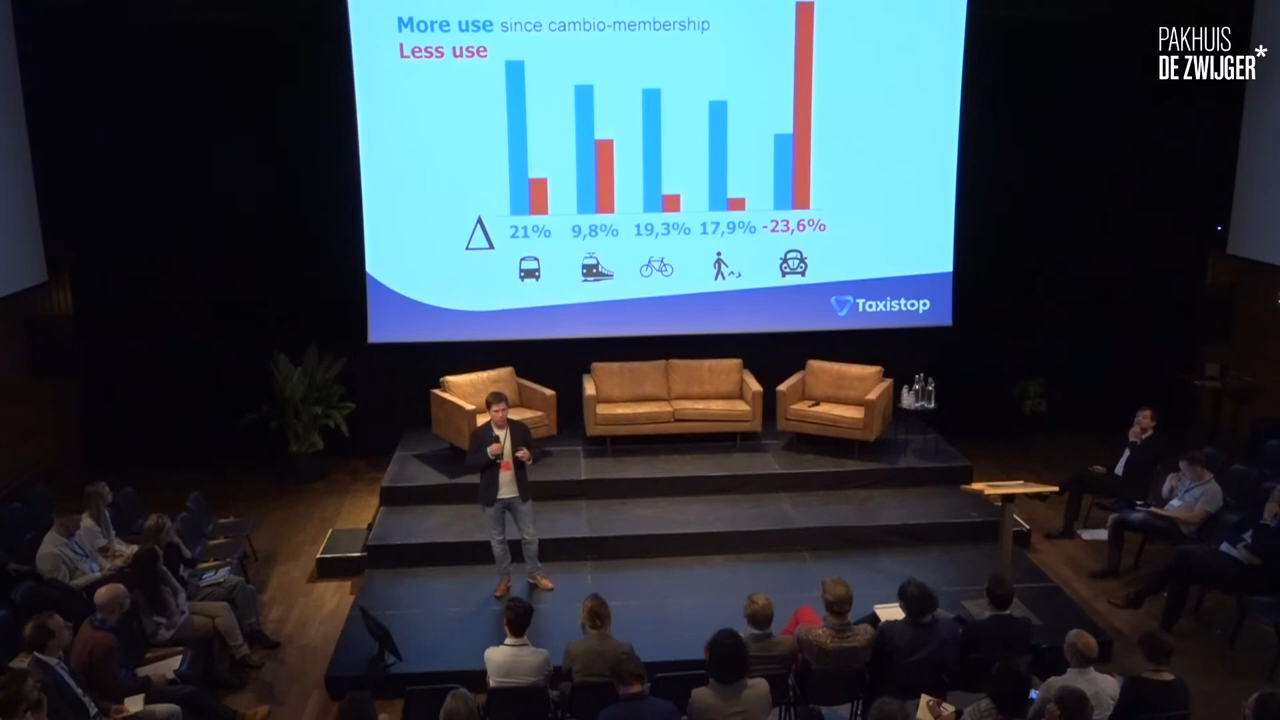 More use since cambio-membership
Less use
PAKHUIS
DE ZWIJGER*
Δ 21% 9,8% 19,3% 17,9% -23,6%
Taxistop